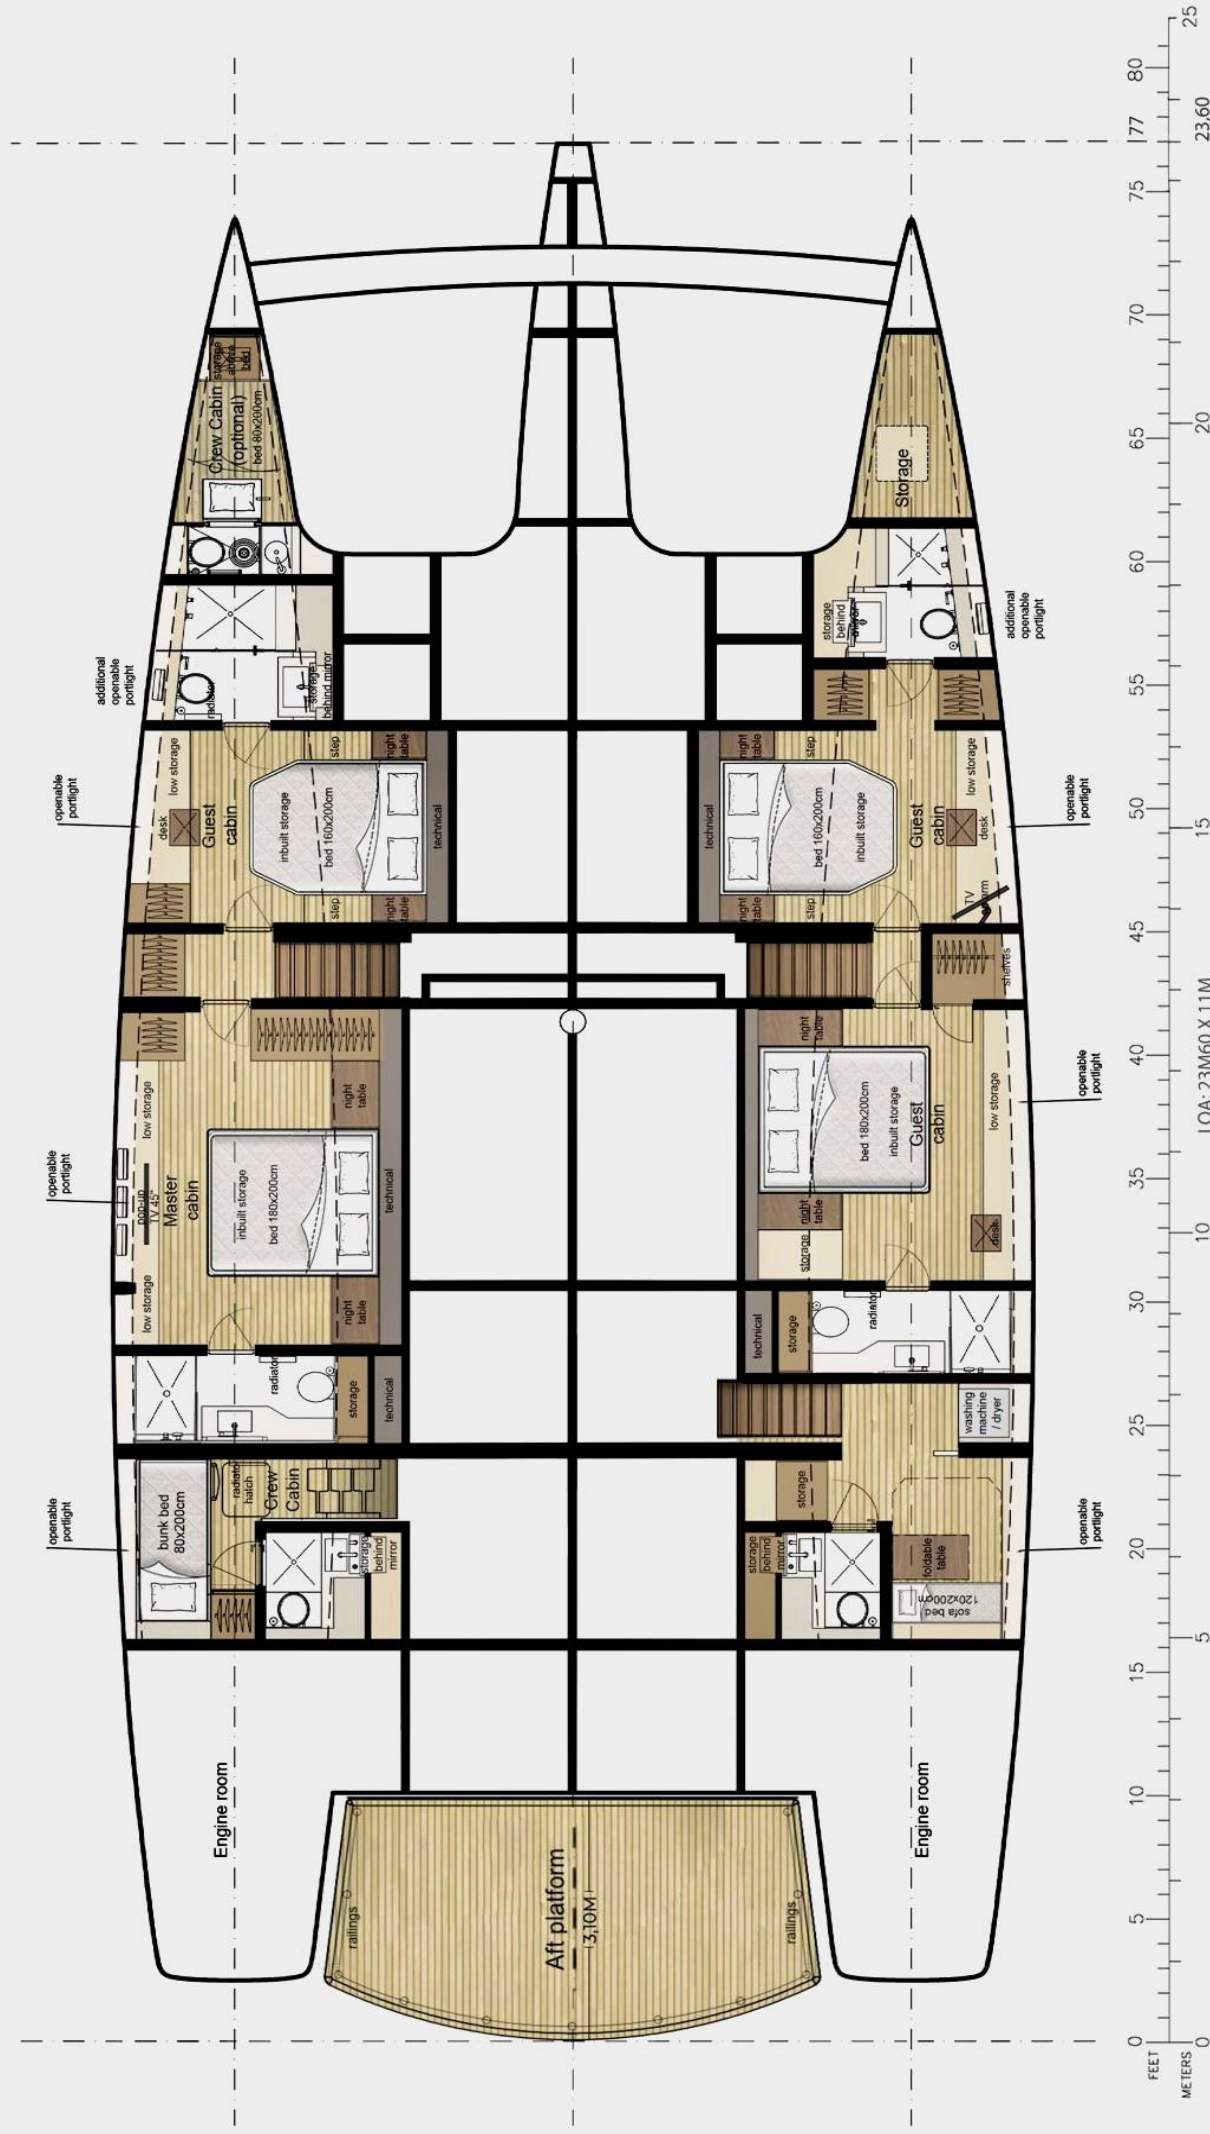 25
80
77
23,60
75
70
storage
above
bed
Crew Cabin
(optional)
bed 80x200cm
65
20
Storage
60
additional
openable
portlight
storage
behind
additional
openable
portlight
radiator
storage
behind mirror
55
low storage
step
night
table
night
table
step
low storage
openable
portlight
openable
portlight
50
15
desk
Guest
cabin
inbuilt storage
bed 160x200cm
technical
technical
bed 160x200cm
inbuilt storage
Guest
cabin
desk
TV
arm
step
night
table
night
table
step
45
shelves
LOA: 23M60 X 11M
night
table
40
openable
portlight
low storage
night
table
bed 180x200cm
inbuilt storage
Guest
cabin
low storage
openable
portlight
pop-up
TV 45"
Master
cabin
inbuilt storage
bed 180x200cm
technical
35
night
table
desk
10
storage
low storage
night
table
30
radiator
technical
storage
radiator
storage
technical
washing
machine
/ dryer
25
openable
portlight
bunk bed
80x200cm
radiator
hatch
Crew
Cabin
storage
openable
portlight
20
storage
behind
mirror
storage
behind
mirror
foldable
table
sofa bed
120x200cm
5
15
Engine room
Engine room
10
Aft platform
3,10M
railings
railings
5
0
0
FEET
METERS